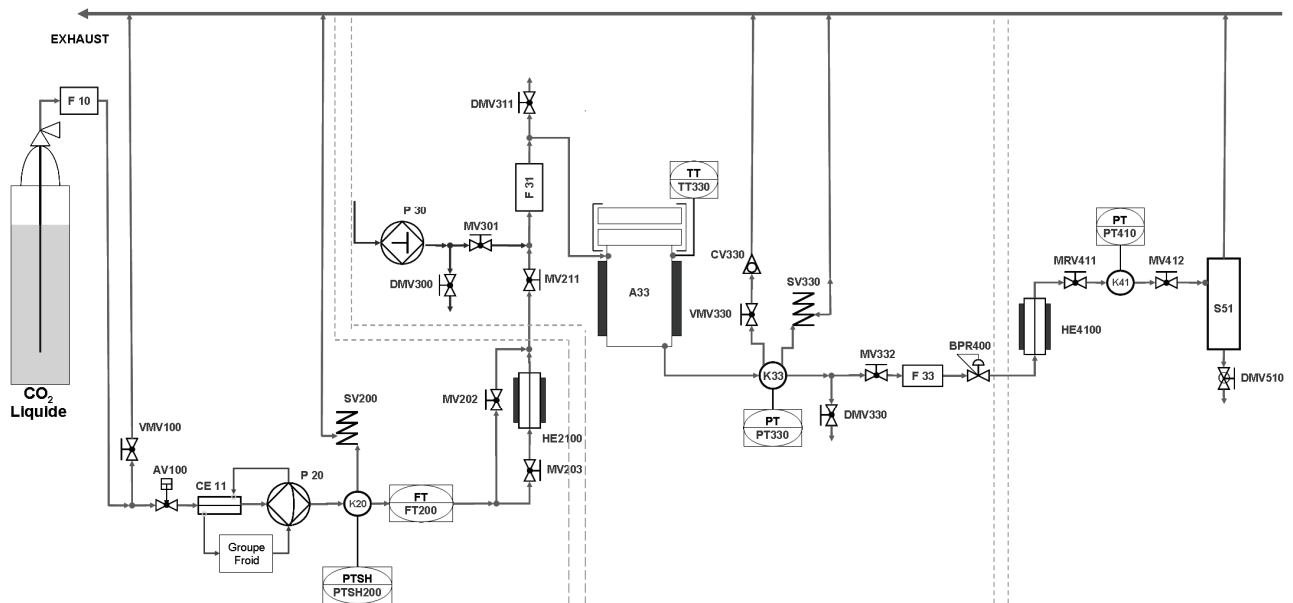 EXHAUST
F 10
DMV311
F 31
TT
TT330
P 30
MV301
PT
PT410
CV330
SV330
MRV411
MV412
K41
DMV300
MV211
A33
VMV330
S51
HE4100
MV332
BPR400
K33
F 33
DMV510
CO2
Liquide
SV200
MV202
DMV330
PT
PT330
VMV100
HE2100
AV100
CE 11
P 20
MV203
K20
FT
FT200
Groupe
Froid
PTSH
PTSH200